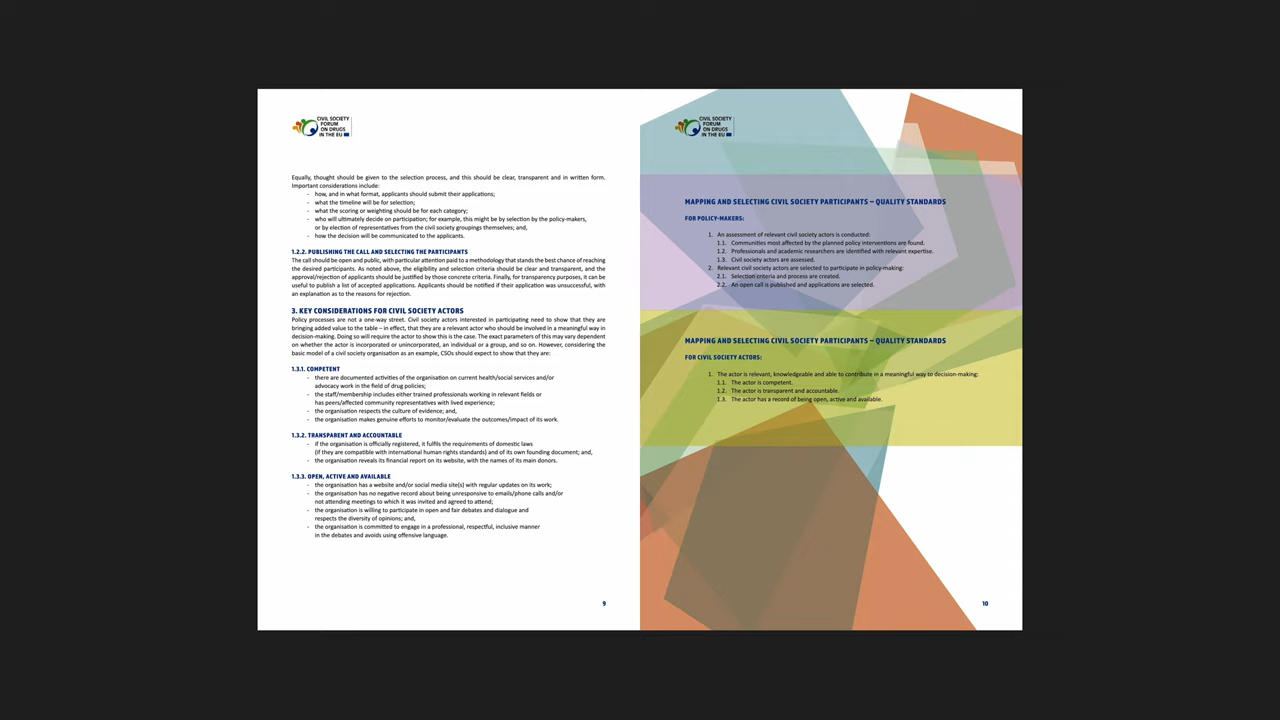 CIVIL SOCIETY
FORUM
ON DRUGS
IN THE EU
Equally, thought should be given to the selection process, and this should be clear, transparent and in written form.
Important considerations include:
- how, and in what format, applicants should submit their applications;
- what the timeline will be for selection;
- what the scoring or weighting should be for each category;
- who will ultimately decide on participation; for example, this might be by selection by the policy-makers,
or by election of representatives from the civil society groupings themselves; and,
- how the decision will be communicated to the applicants.
1.2.2. PUBLISHING THE CALL AND SELECTING THE PARTICIPANTS
The call should be open and public, with particular attention paid to a methodology that stands the best chance of reaching
the desired participants. As noted above, the eligibility and selection criteria should be clear and transparent, and the
approval/rejection of applicants should be justified by those concrete criteria. Finally, for transparency purposes, it can be
useful to publish a list of accepted applications. Applicants should be notified if their application was unsuccessful, with
an explanation as to the reasons for rejection.
3. KEY CONSIDERATIONS FOR CIVIL SOCIETY ACTORS
Policy processes are not a one-way street. Civil society actors interested in participating need to show that they are
bringing added value to the table – in effect, that they are a relevant actor who should be involved in a meaningful way in
decision-making. Doing so will require the actor to show this is the case. The exact parameters of this may vary dependent
on whether the actor is incorporated or unincorporated, an individual or a group, and so on. However, considering the
basic model of a civil society organisation as an example, CSOs should expect to show that they are:
1.3.1. COMPETENT
- there are documented activities of the organisation on current health/social services and/or
advocacy work in the field of drug policies;
- the staff/membership includes either trained professionals working in relevant fields or
has peers/affected community representatives with lived experience;
- the organisation respects the culture of evidence; and,
- the organisation makes genuine efforts to monitor/evaluate the outcomes/impact of its work.
1.3.2. TRANSPARENT AND ACCOUNTABLE
- if the organisation is officially registered, it fulfils the requirements of domestic laws
(if they are compatible with international human rights standards) and of its own founding document; and,
- the organisation reveals its financial report on its website, with the names of its main donors.
1.3.3. OPEN, ACTIVE AND AVAILABLE
- the organisation has a website and/or social media site(s) with regular updates on its work;
- the organisation has no negative record about being unresponsive to emails/phone calls and/or
not attending meetings to which it was invited and agreed to attend;
- the organisation is willing to participate in open and fair debates and dialogue and
respects the diversity of opinions; and,
- the organisation is committed to engage in a professional, respectful, inclusive manner
in the debates and avoids using offensive language.
9
CIVIL SOCIETY
FORUM
ON DRUGS
IN THE EU
MAPPING AND SELECTING CIVIL SOCIETY PARTICIPANTS – QUALITY STANDARDS
FOR POLICY-MAKERS:
1. An assessment of relevant civil society actors is conducted:
1.1. Communities most affected by the planned policy interventions are found.
1.2. Professionals and academic researchers are identified with relevant expertise.
1.3. Civil society actors are assessed.
2. Relevant civil society actors are selected to participate in policy-making:
2.1. Selection criteria and process are created.
2.2. An open call is published and applications are selected.
MAPPING AND SELECTING CIVIL SOCIETY PARTICIPANTS – QUALITY STANDARDS
FOR CIVIL SOCIETY ACTORS:
1. The actor is relevant, knowledgeable and able to contribute in a meaningful way to decision-making:
1.1. The actor is competent.
1.2. The actor is transparent and accountable.
1.3. The actor has a record of being open, active and available.
10